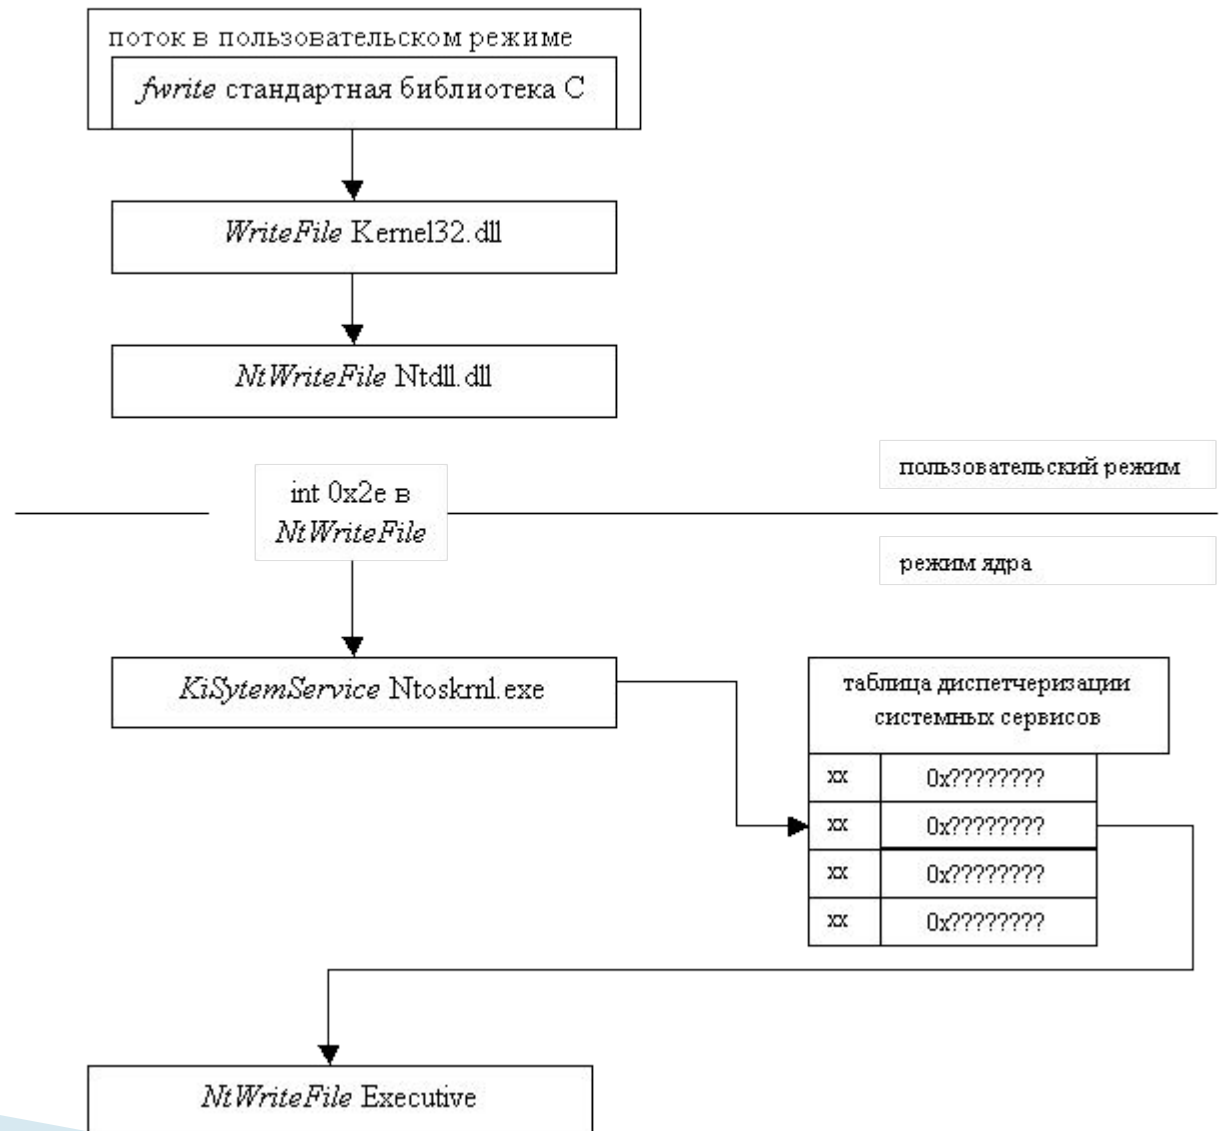 поток в пользовательском режиме
fwrite стандартная библиотека C
WriteFile Kernel32.dll
NtWriteFile Ntdll.dll
пользовательский режим
int 0x2e в
NtWriteFile
режим ядра
KiSytemService Ntoskrnl.exe
таблица диспетчеризации
системных сервисов
xx 0x????????
xx 0x????????
xx 0x????????
xx 0x????????
NtWriteFile Executive